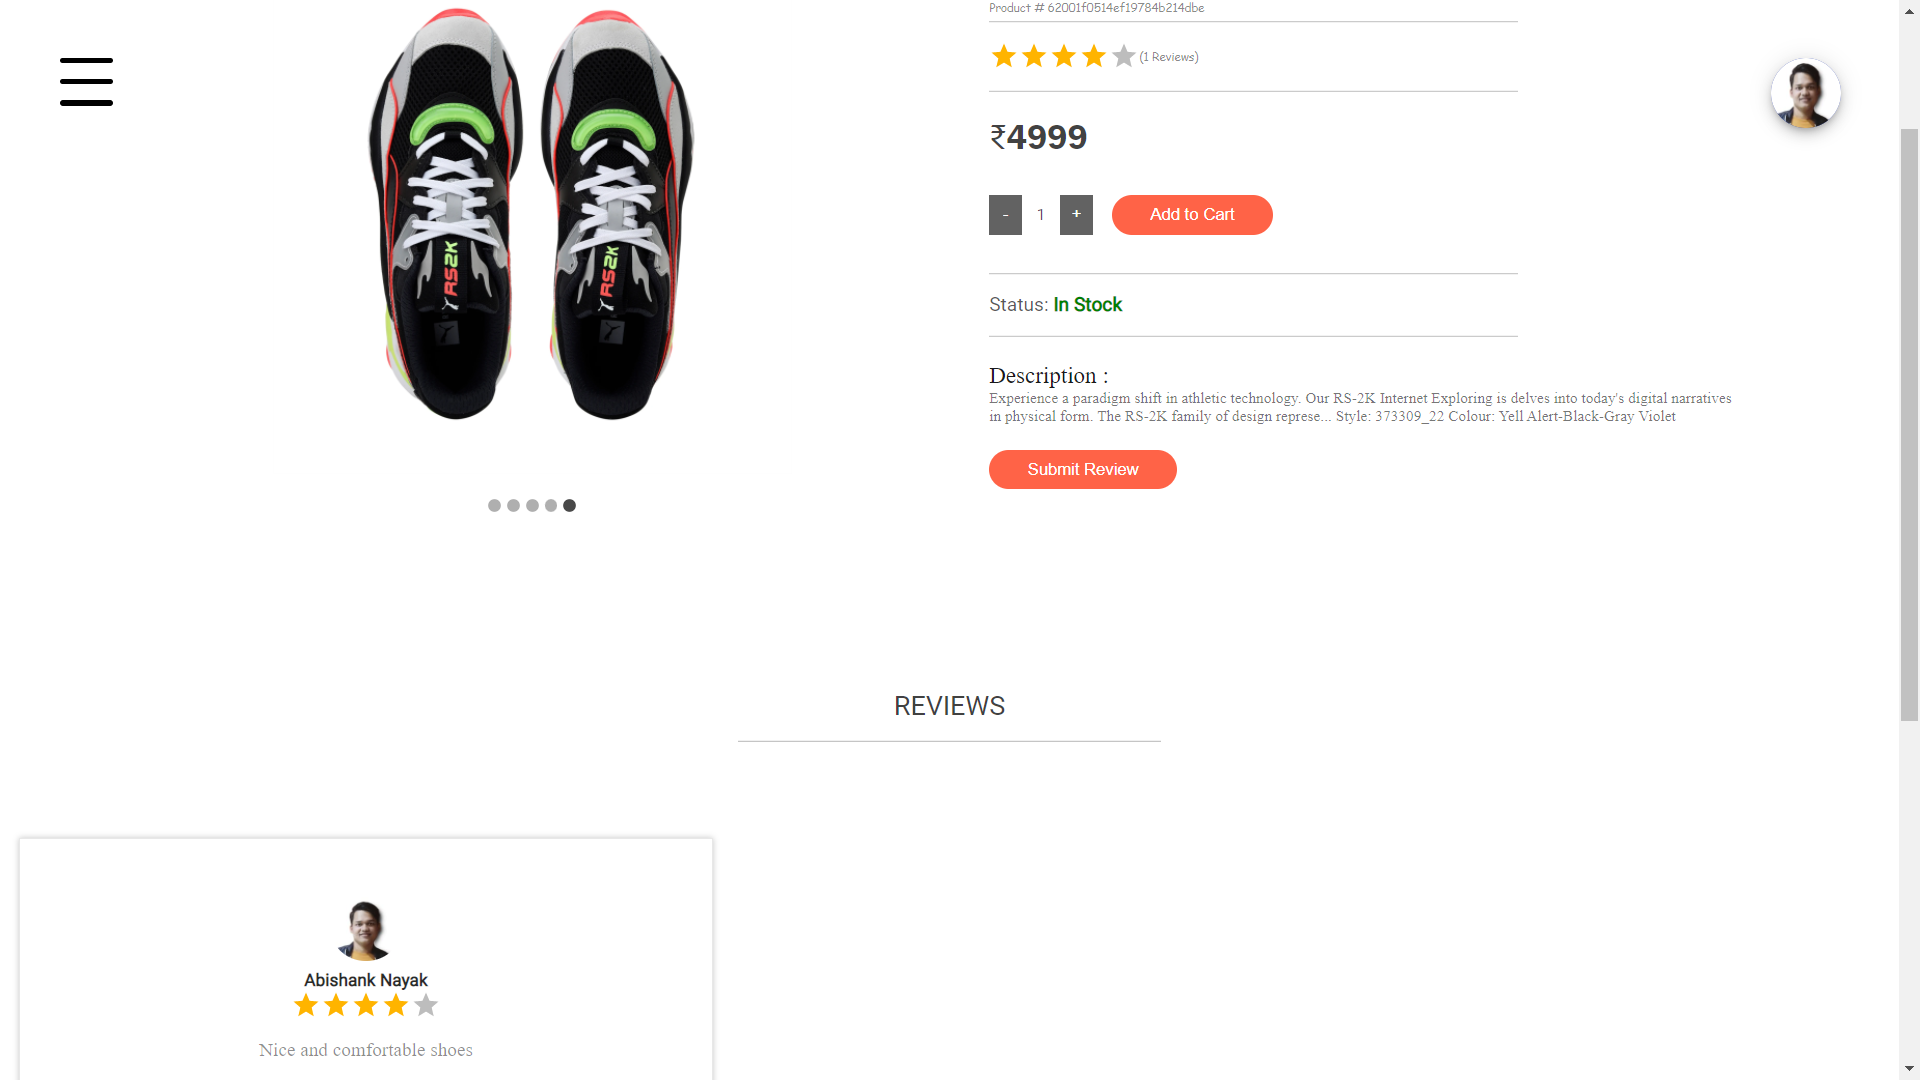 Product # 62001f0514ef19784b214dbe
(1 Reviews)
₹4999
- 1 + Add to Cart
RS2K RS2K
Status: In Stock
Description :
Experience a paradigm shift in athletic technology. Our RS-2K Internet Exploring is delves into today's digital narratives
in physical form. The RS-2K family of design represe... Style: 373309_22 Colour: Yell Alert-Black-Gray Violet
Submit Review
REVIEWS
Abishank Nayak
Nice and comfortable shoes